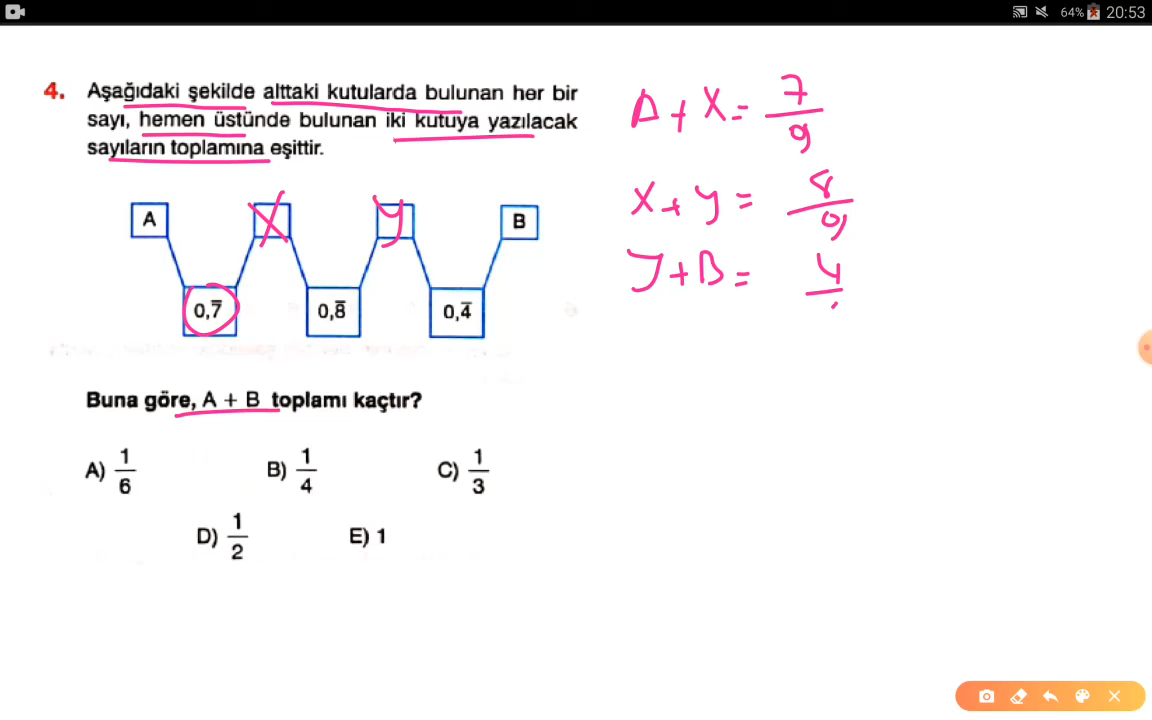 64% 20:53
4. Aşağıdaki şekilde alttaki kutularda bulunan her bir
sayı, hemen üstünde bulunan iki kutuya yazılacak
sayıların toplamına eşittir.
A X y B
0,7̅ 0,8̅ 0,4̅
Buna göre, A + B toplamı kaçtır?
A) 1/6 B) 1/4 C) 1/3
D) 1/2 E) 1
A + X = 7/9
X + y = 8/9
y + B = 4/